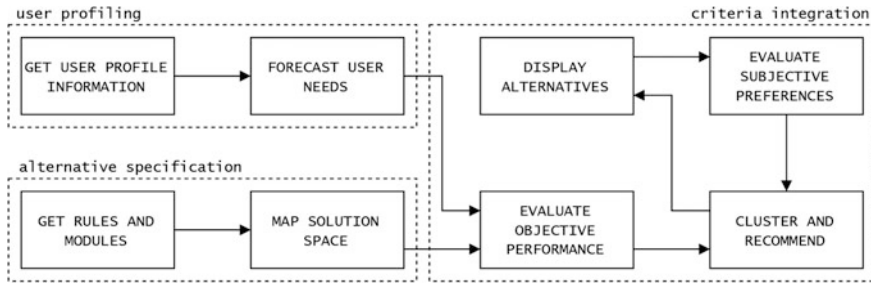 user profiling
GET USER PROFILE
INFORMATION
FORECAST USER
NEEDS
alternative specification
GET RULES AND
MODULES
MAP SOLUTION
SPACE
criteria integration
DISPLAY
ALTERNATIVES
EVALUATE
SUBJECTIVE
PREFERENCES
EVALUATE
OBJECTIVE
PERFORMANCE
CLUSTER AND
RECOMMEND